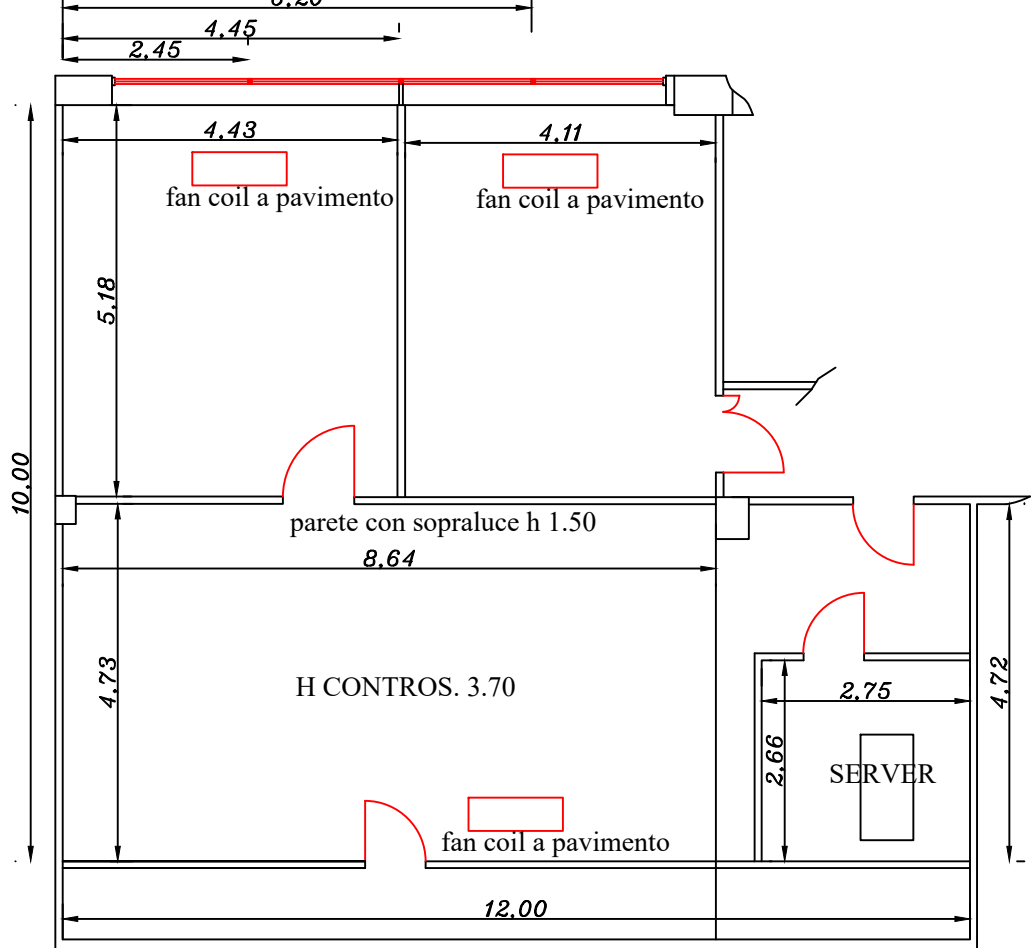 4.45
2.45
4.43
4.11
fan coil a pavimento
fan coil a pavimento
5.18
10.00
parete con sopraluce h 1.50
8.64
4.73
H CONTROS. 3.70
4.72
2.75
2.66
SERVER
fan coil a pavimento
12.00